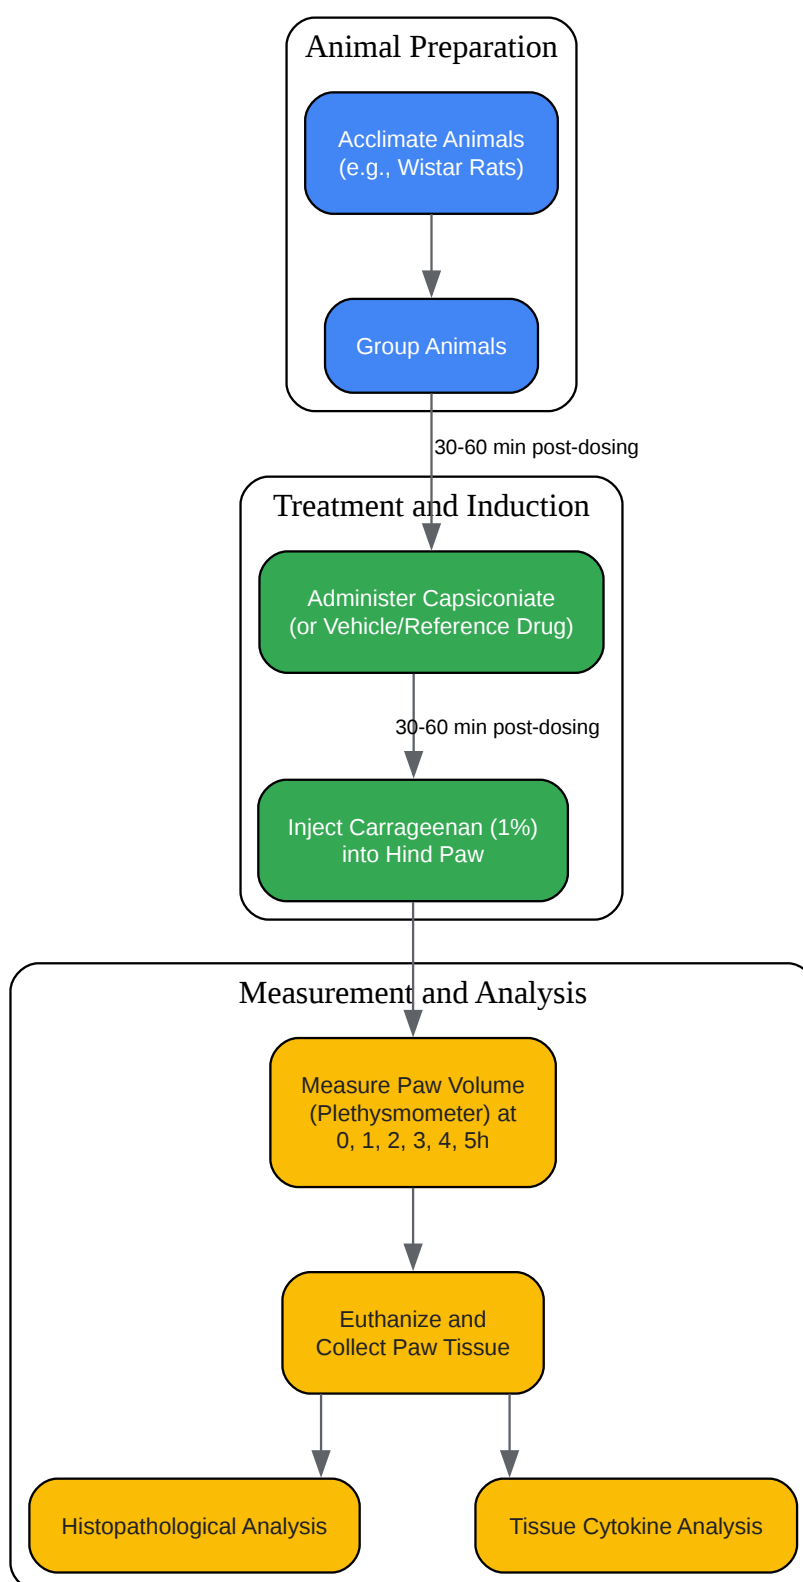 Animal Preparation
Acclimate Animals
(e.g., Wistar Rats)
Group Animals
30-60 min post-dosing
Treatment and Induction
Administer Capsiconiate
(or Vehicle/Reference Drug)
30-60 min post-dosing
Inject Carrageenan (1%)
into Hind Paw
Measurement and Analysis
Measure Paw Volume
(Plethysmometer) at
0, 1, 2, 3, 4, 5h
Euthanize and
Collect Paw Tissue
Histopathological Analysis
Tissue Cytokine Analysis